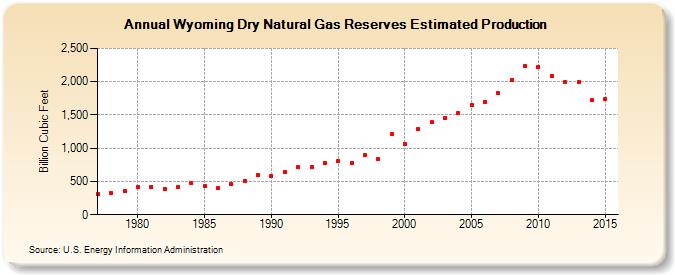 Annual Wyoming Dry Natural Gas Reserves Estimated Production
Billion Cubic Feet
2,500
2,000
1,500
1,000
500
0
1980 1985 1990 1995 2000 2005 2010 2015
Source: U.S. Energy Information Administration